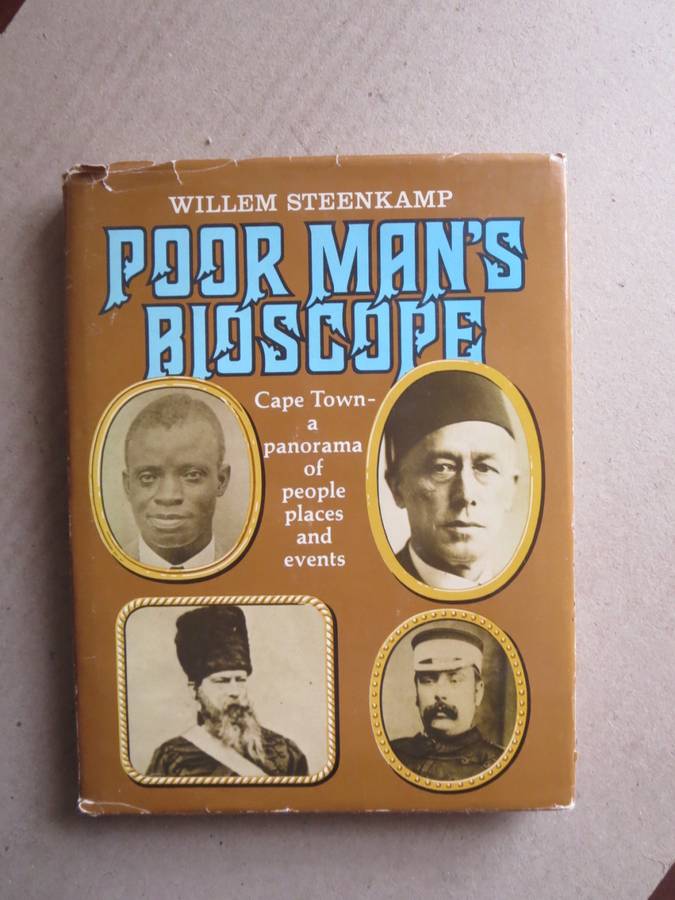 WILLEM STEENKAMP
POOR MAN'S
BIOSCOPE
Cape Town-
a
panorama
of
people
places
and
events